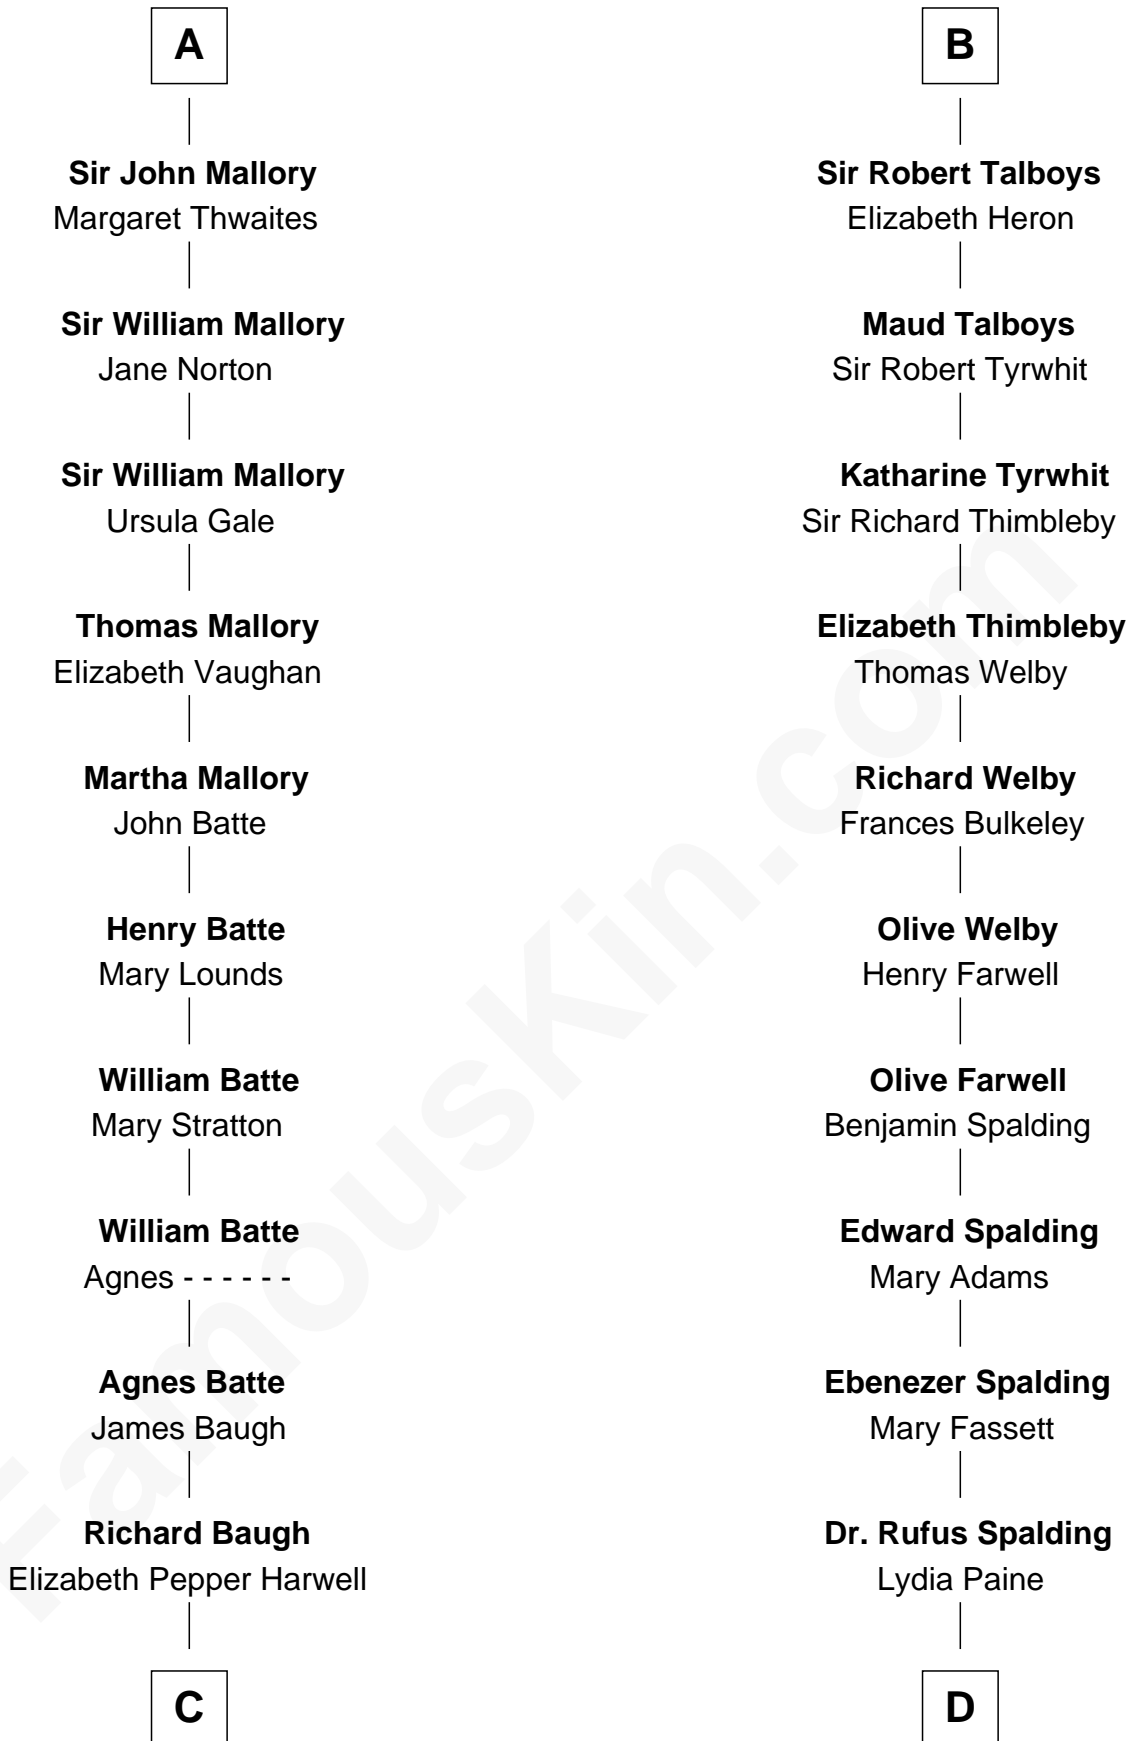 A
Sir John Mallory
Margaret Thwaites
Sir William Mallory
Jane Norton
Sir William Mallory
Ursula Gale
Thomas Mallory
Elizabeth Vaughan
Martha Mallory
John Batte
Henry Batte
Mary Lounds
William Batte
Mary Stratton
William Batte
Agnes - - - - - -
Agnes Batte
James Baugh
Richard Baugh
Elizabeth Pepper Harwell
C
B
Sir Robert Talboys
Elizabeth Heron
Maud Talboys
Sir Robert Tyrwhit
Katharine Tyrwhit
Sir Richard Thimbleby
Elizabeth Thimbleby
Thomas Welby
Richard Welby
Frances Bulkeley
Olive Welby
Henry Farwell
Olive Farwell
Benjamin Spalding
Edward Spalding
Mary Adams
Ebenezer Spalding
Mary Fassett
Dr. Rufus Spalding
Lydia Paine
D
FamousKin.com